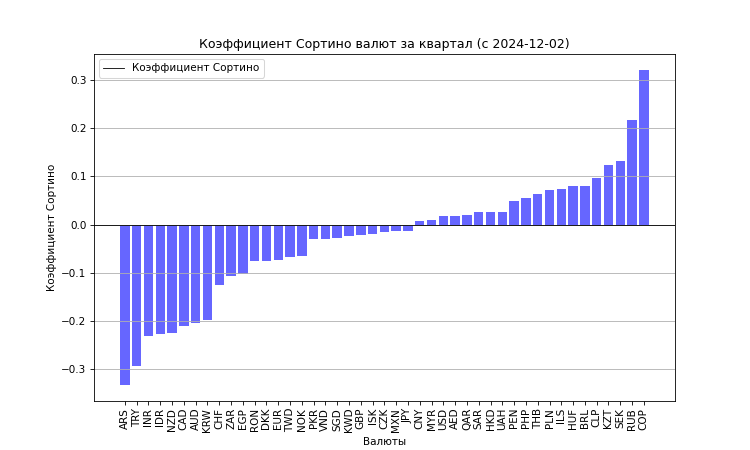 Коэффициент Сортино валют за квартал (с 2024-12-02)
Коэффициент Сортино
0.3
0.2
0.1
0.0
−0.1
−0.2
−0.3
Коэффициент Сортино
ARS TRY INR IDR NZD CAD AUD KRW CHF ZAR EGP RON DKK EUR TWD NOK PKR VND SGD KWD GBP ISK CZK MXN JPY CNY MYR USD AED QAR SAR HKD UAH PEN PHP THB PLN ILS HUF BRL CLP KZT SEK RUB COP
Валюты